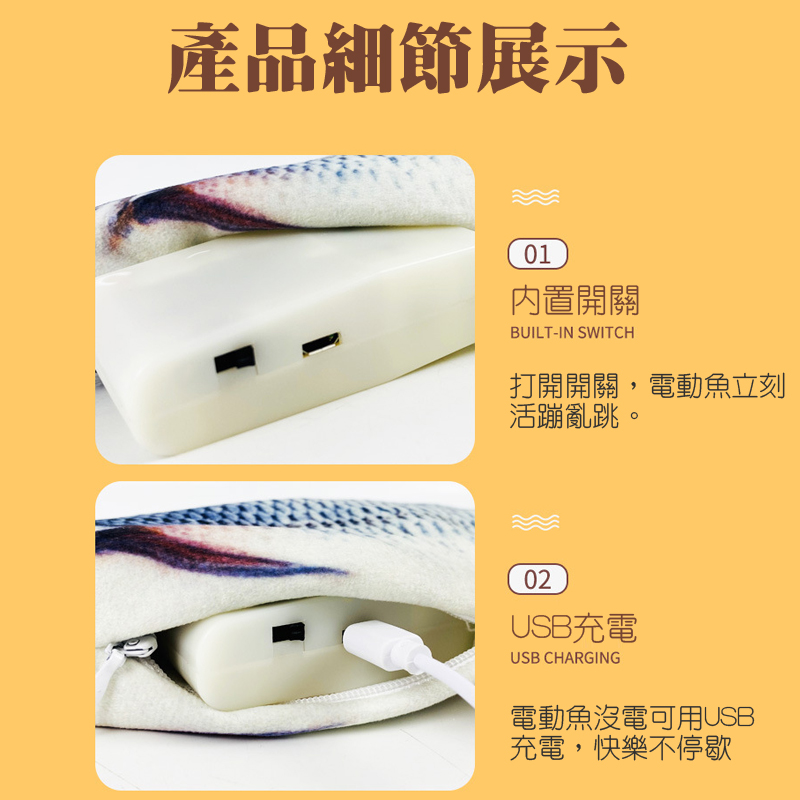 產品細節展示
01
内置開關
BUILT-IN SWITCH
打開開關，電動魚立刻
活蹦亂跳。
02
USB充電
USB CHARGING
電動魚沒電可用USB
充電，快樂不停歇